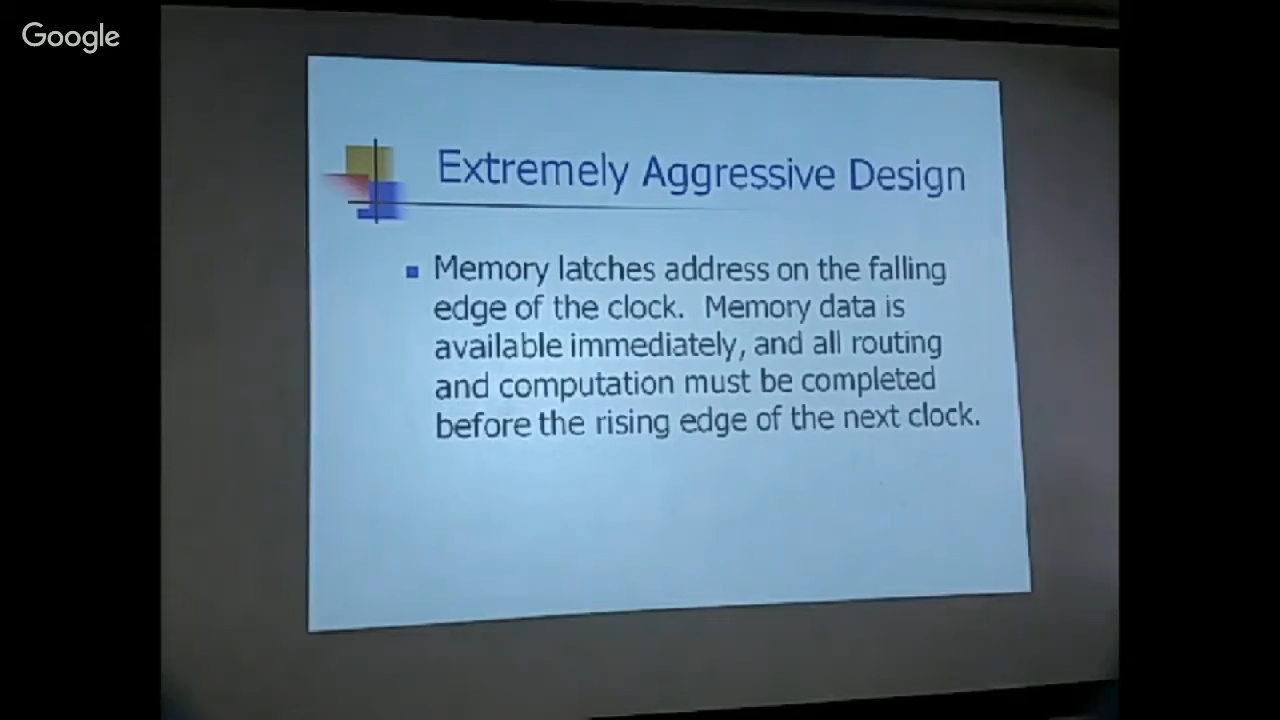 Google
Extremely Aggressive Design
Memory latches address on the falling
edge of the clock.  Memory data is
available immediately, and all routing
and computation must be completed
before the rising edge of the next clock.